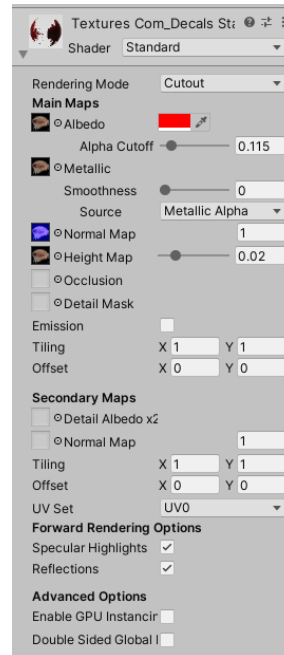 Textures Com_Decals Sta
Shader Standard
Rendering Mode Cutout
Main Maps
Albedo
Alpha Cutoff 0.115
Metallic
Smoothness 0
Source Metallic Alpha
Normal Map 1
Height Map 0.02
Occlusion
Detail Mask
Emission
Tiling X 1 Y 1
Offset X 0 Y 0
Secondary Maps
Detail Albedo x2
Normal Map 1
Tiling X 1 Y 1
Offset X 0 Y 0
UV Set UV0
Forward Rendering Options
Specular Highlights
Reflections
Advanced Options
Enable GPU Instancin
Double Sided Global I